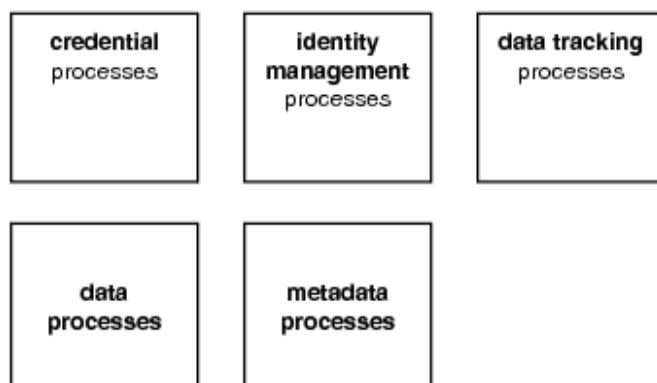 credential
processes
identity
management
processes
data tracking
processes
data
processes
metadata
processes